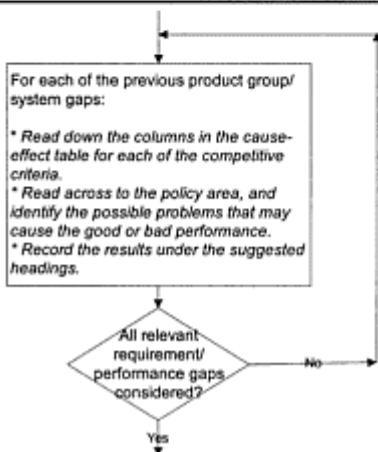 For each of the previous product group/
system gaps:
* Read down the columns in the cause-
effect table for each of the competitive
criteria.
* Read across to the policy area, and
identify the possible problems that may
cause the good or bad performance.
* Record the results under the suggested
headings.
All relevant
requirement/
performance gaps
considered?
No
Yes